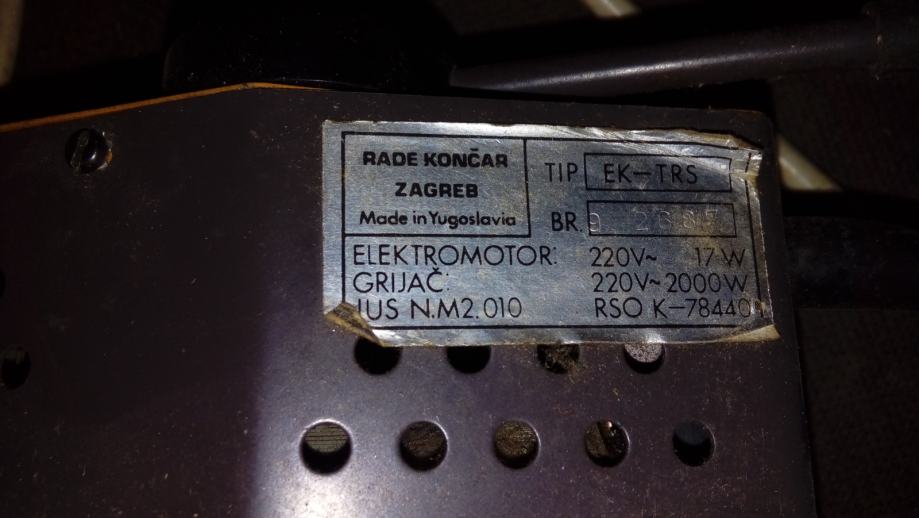 RADE KONČAR
ZAGREB
Made in Yugoslavia
TIP EK–TRS
BR.
ELEKTROMOTOR: 220V~ 17W
GRIJAČ: 220V~2000W
JUS N.M2.010 RSO K–784401